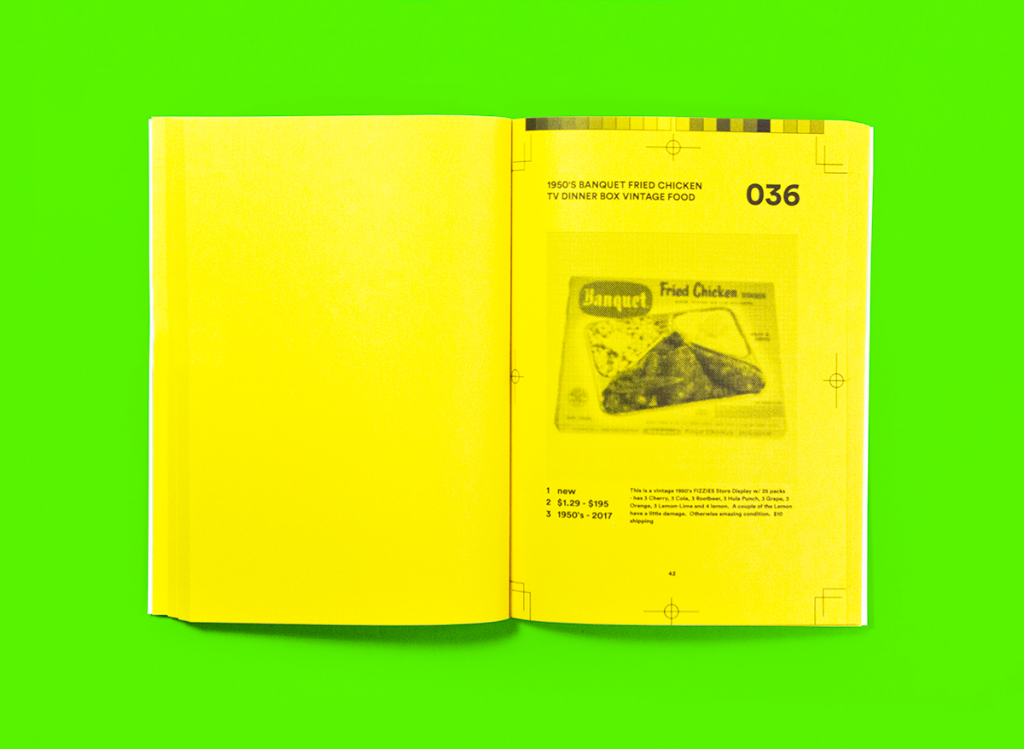 1950'S BANQUET FRIED CHICKEN
TV DINNER BOX VINTAGE FOOD
036
Banquet
Fried Chicken DINNER
1 new
2 $1.29 - $195
3 1950's - 2017
This is a vintage 1950's FIZZIES Store Display w/ 25 packs
- has 3 Cherry, 3 Cola, 3 Rootbeer, 3 Hula Punch, 3 Grape, 3
Orange, 3 Lemon-Lime and 4 lemon. A couple of the Lemon
have a little damage. Otherwise amazing condition. $10
shipping
42